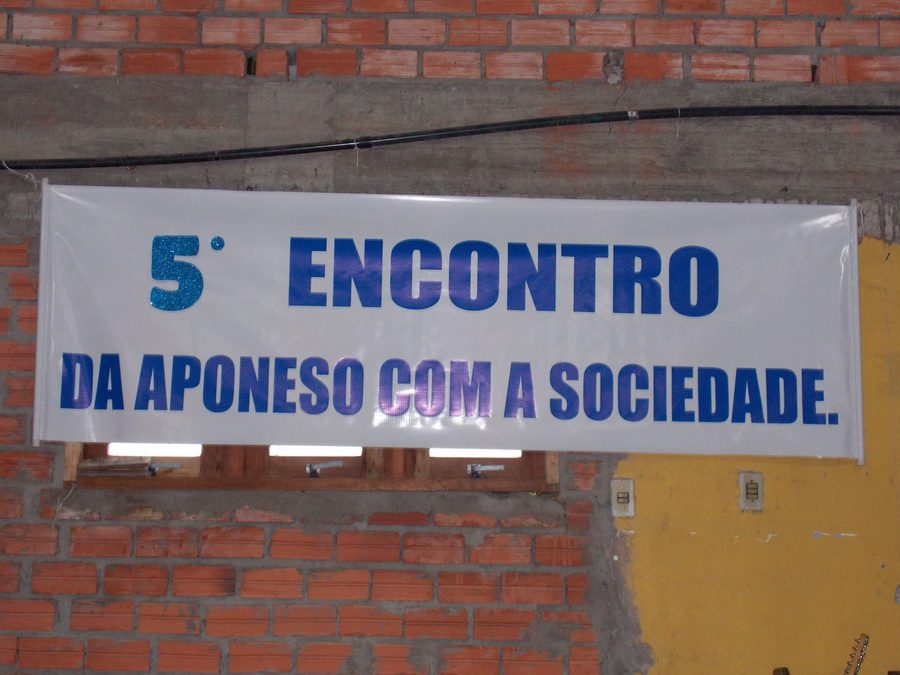 5° ENCONTRO
DA APONESO COM A SOCIEDADE.